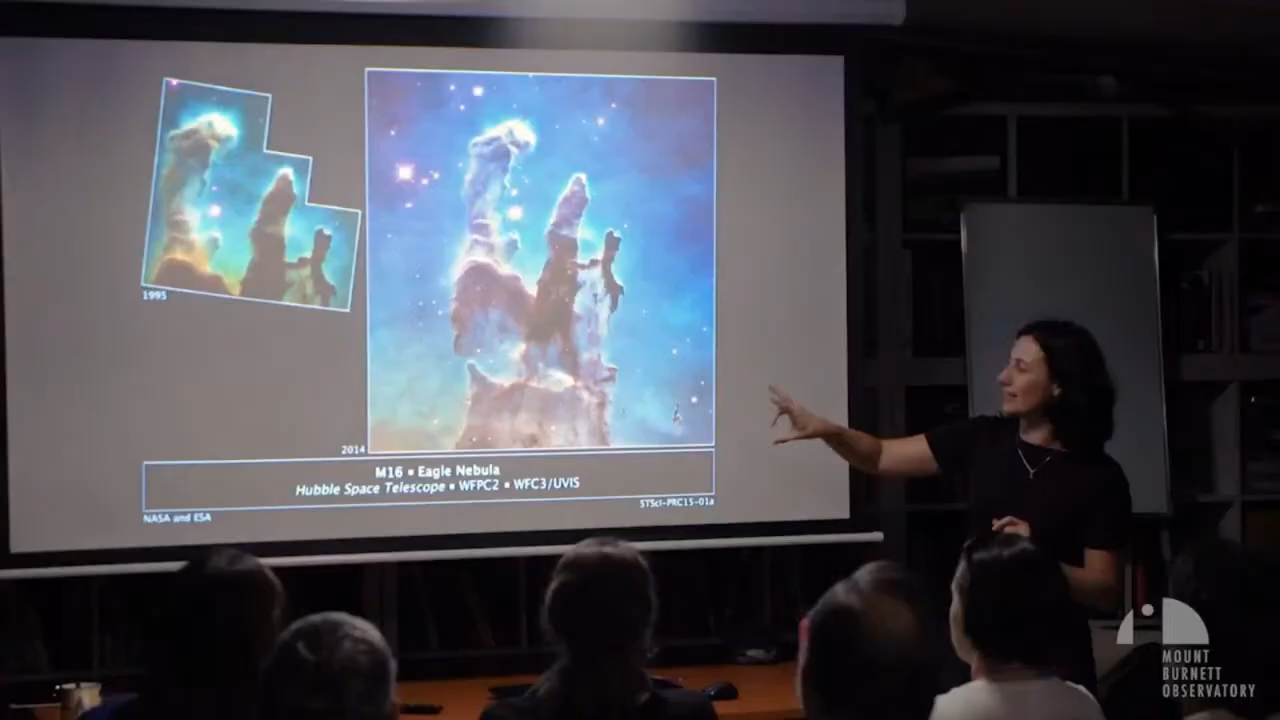 1995
2014
M16 ▪ Eagle Nebula
Hubble Space Telescope ▪ WFPC2 ▪ WFC3/UVIS
NASA and ESA
STScI-PRC15-01a
MOUNT
BURNETT
OBSERVATORY